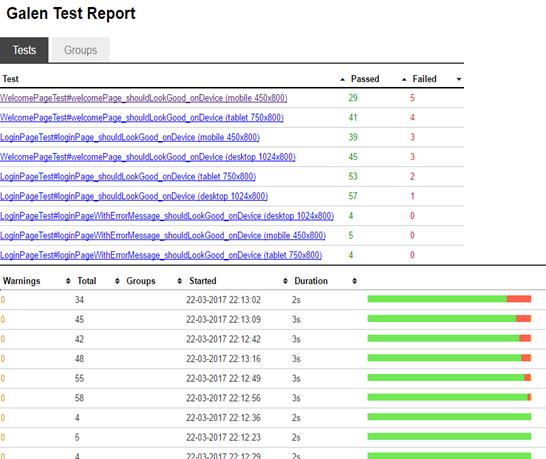 Galen Test Report
Tests Groups
Test Passed Failed
WelcomePageTest#welcomePage_shouldLookGood_onDevice (mobile 450x800) 29 5
WelcomePageTest#welcomePage_shouldLookGood_onDevice (tablet 750x800) 41 4
LoginPageTest#loginPage_shouldLookGood_onDevice (mobile 450x800) 39 3
WelcomePageTest#welcomePage_shouldLookGood_onDevice (desktop 1024x800) 45 3
LoginPageTest#loginPage_shouldLookGood_onDevice (tablet 750x800) 53 2
LoginPageTest#loginPage_shouldLookGood_onDevice (desktop 1024x800) 57 1
LoginPageTest#loginPageWithErrorMessage_shouldLookGood_onDevice (desktop 1024x800) 4 0
LoginPageTest#loginPageWithErrorMessage_shouldLookGood_onDevice (mobile 450x800) 5 0
LoginPageTest#loginPageWithErrorMessage_shouldLookGood_onDevice (tablet 750x800) 4 0
Warnings Total Groups Started Duration
0 34 22-03-2017 22:13:02 2s
0 45 22-03-2017 22:13:09 3s
0 42 22-03-2017 22:12:42 3s
0 48 22-03-2017 22:13:16 3s
0 55 22-03-2017 22:12:49 3s
0 58 22-03-2017 22:12:56 3s
0 4 22-03-2017 22:12:36 2s
0 5 22-03-2017 22:12:23 2s
0 4 22-03-2017 22:12:29 2s